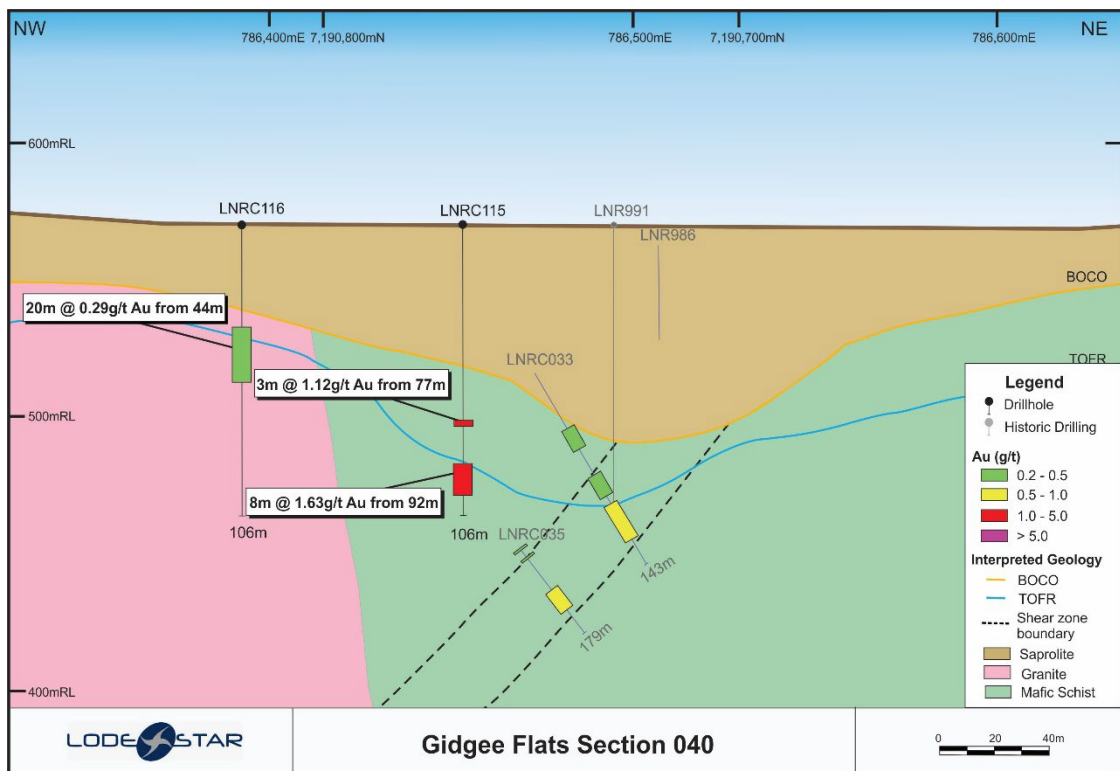 NW
NE
786,400mE
7,190,800mN
786,500mE
7,190,700mN
786,600mE
600mRL
LNRC116
LNRC115
LNR991
LNR986
BOCO
20m @ 0.29g/t Au from 44m
TOFR
LNRC033
3m @ 1.12g/t Au from 77m
500mRL
8m @ 1.63g/t Au from 92m
106m
106m
LNRC035
143m
179m
400mRL
Legend
Drillhole
Historic Drilling
Au (g/t)
0.2 - 0.5
0.5 - 1.0
1.0 - 5.0
> 5.0
Interpreted Geology
BOCO
TOFR
Shear zone
boundary
Saprolite
Granite
Mafic Schist
LODESTAR
Gidgee Flats Section 040
0 20 40m